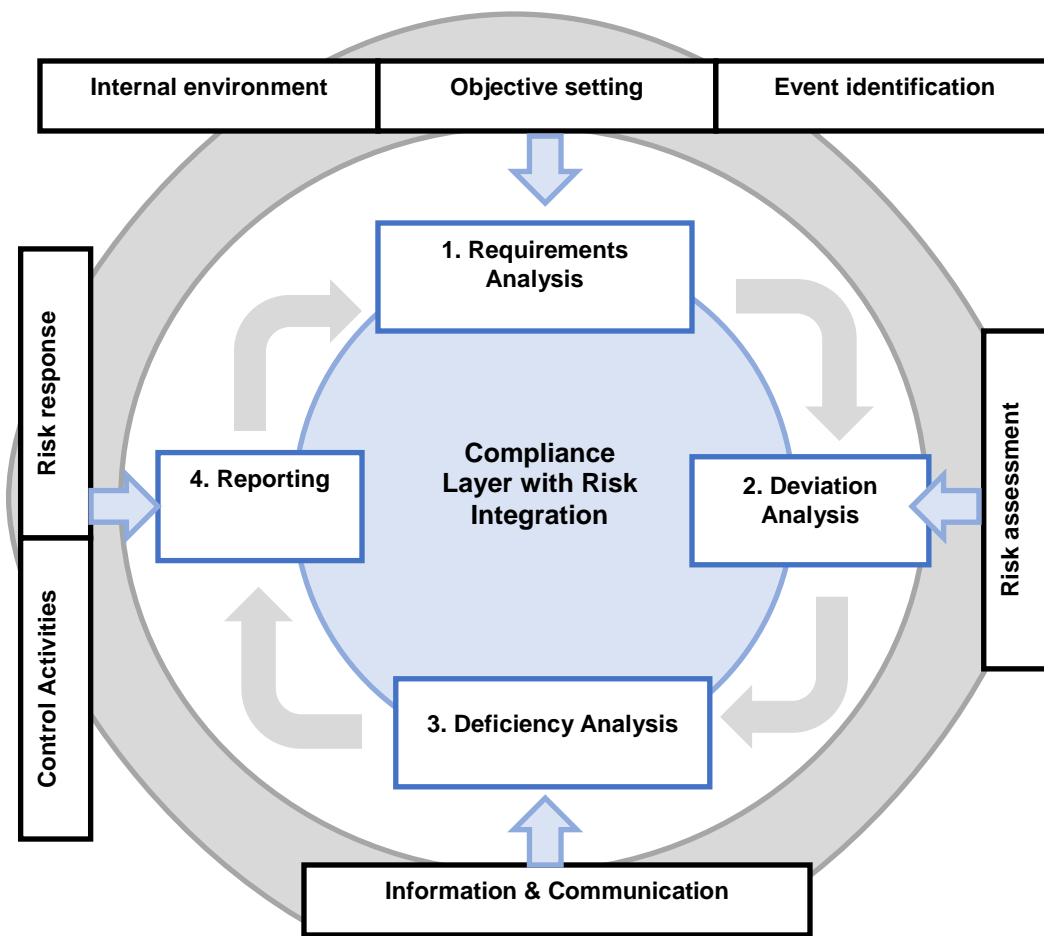 Internal environment
Objective setting
Event identification
1. Requirements
Analysis
Risk response
Control Activities
4. Reporting
Compliance
Layer with Risk
Integration
2. Deviation
Analysis
Risk assessment
3. Deficiency Analysis
Information & Communication